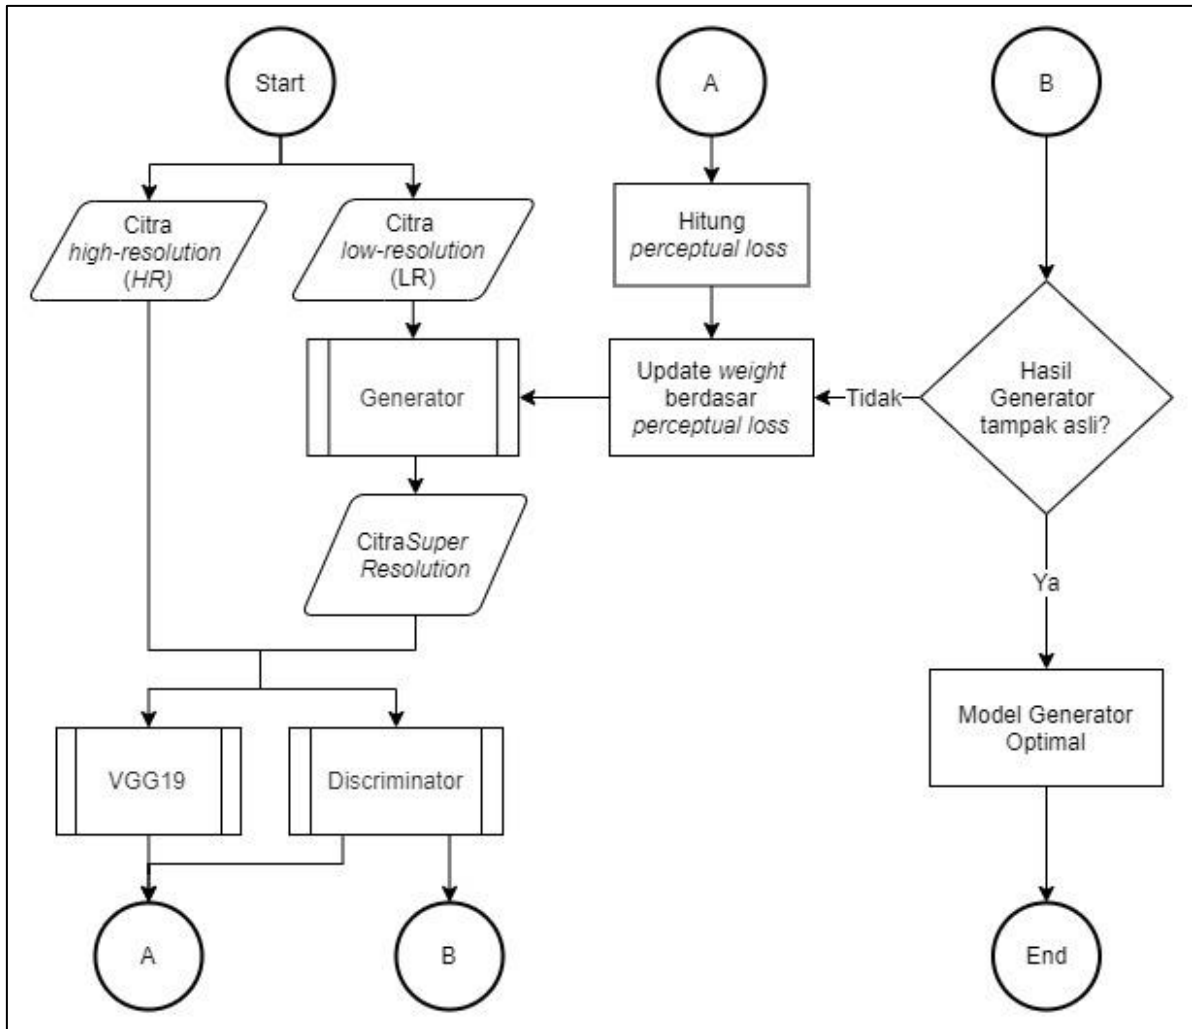 Start
A
B
Citra
high-resolution
(HR)
Citra
low-resolution
(LR)
Hitung
perceptual loss
Generator
Update weight
berdasar
perceptual loss
Tidak
Hasil
Generator
tampak asli?
CitraSuper
Resolution
Ya
VGG19
Discriminator
Model Generator
Optimal
A
B
End